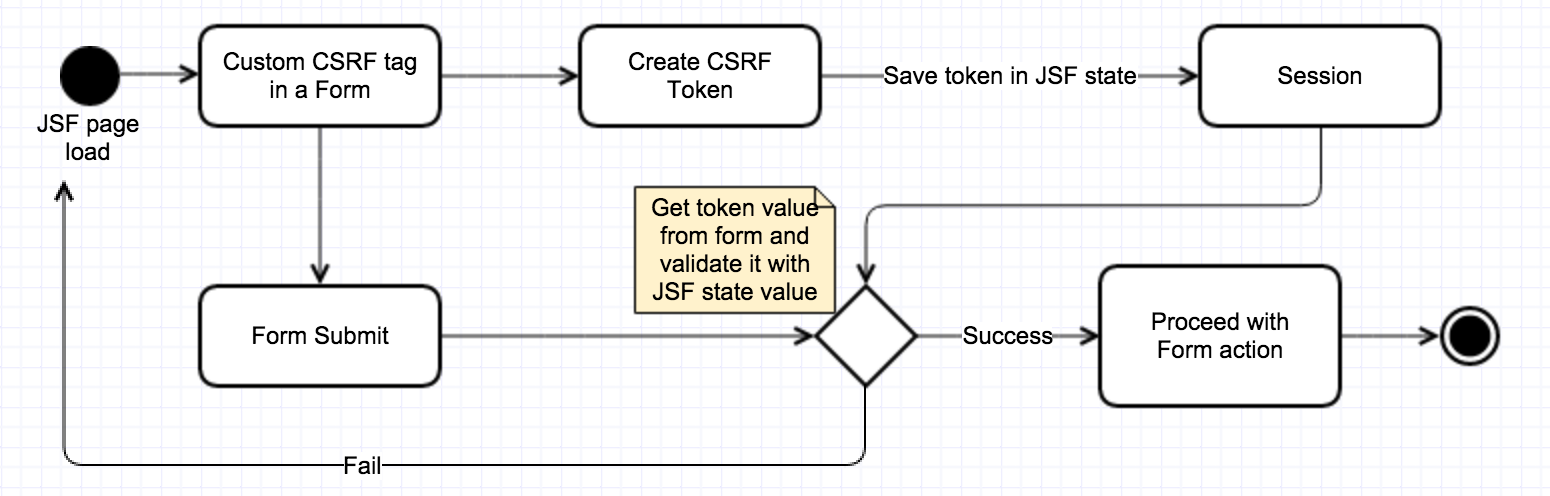 Custom CSRF tag
in a Form
Create CSRF
Token
Save token in JSF state
Session
JSF page
load
Get token value
from form and
validate it with
JSF state value
Form Submit
Success
Proceed with
Form action
Fail